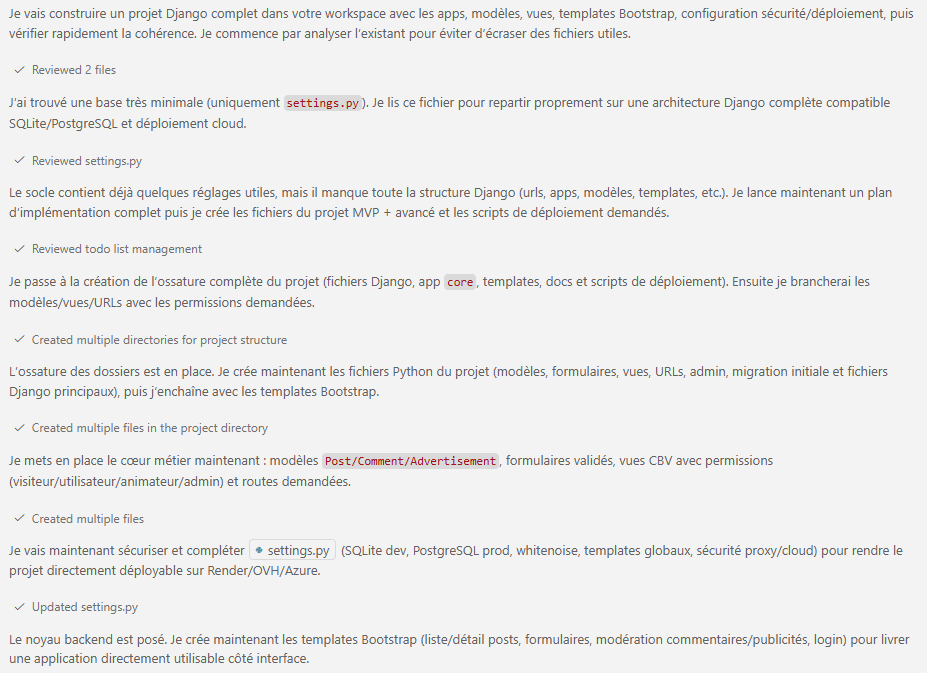 Je vais construire un projet Django complet dans votre workspace avec les apps, modèles, vues, templates Bootstrap, configuration sécurité/déploiement, puis
vérifier rapidement la cohérence. Je commence par analyser l’existant pour éviter d’écraser des fichiers utiles.
Reviewed 2 files
J’ai trouvé une base très minimale (uniquement settings.py). Je lis ce fichier pour repartir proprement sur une architecture Django complète compatible
SQLite/PostgreSQL et déploiement cloud.
Reviewed settings.py
Le socle contient déjà quelques réglages utiles, mais il manque toute la structure Django (urls, apps, modèles, templates, etc.). Je lance maintenant un plan
d’implémentation complet puis je crée les fichiers du projet MVP + avancé et les scripts de déploiement demandés.
Reviewed todo list management
Je passe à la création de l’ossature complète du projet (fichiers Django, app core, templates, docs et scripts de déploiement). Ensuite je brancherai les
modèles/vues/URLs avec les permissions demandées.
Created multiple directories for project structure
L’ossature des dossiers est en place. Je crée maintenant les fichiers Python du projet (modèles, formulaires, vues, URLs, admin, migration initiale et fichiers
Django principaux), puis j’enchaîne avec les templates Bootstrap.
Created multiple files in the project directory
Je mets en place le cœur métier maintenant : modèles Post/Comment/Advertisement, formulaires validés, vues CBV avec permissions
(visiteur/utilisateur/animateur/admin) et routes demandées.
Created multiple files
Je vais maintenant sécuriser et compléter settings.py (SQLite dev, PostgreSQL prod, whitenoise, templates globaux, sécurité proxy/cloud) pour rendre le
projet directement déployable sur Render/OVH/Azure.
Updated settings.py
Le noyau backend est posé. Je crée maintenant les templates Bootstrap (liste/détail posts, formulaires, modération commentaires/publicités, login) pour livrer
une application directement utilisable côté interface.